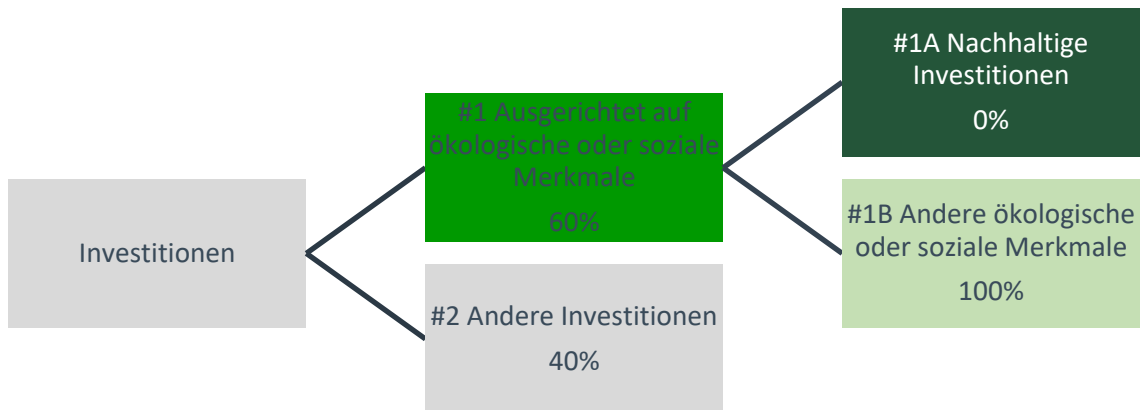 Investitionen
#1 Ausgerichtet auf
ökologische oder soziale
Merkmale
60%
#2 Andere Investitionen
40%
#1A Nachhaltige
Investitionen
0%
#1B Andere ökologische
oder soziale Merkmale
100%